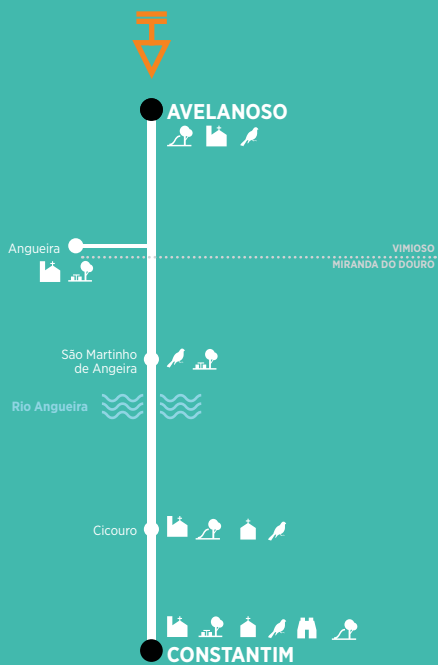 AVELANOSO
Angueira
VIMIOSO
MIRANDA DO DOURO
São Martinho
de Angeira
Rio Angueira
Cicouro
CONSTANTIM